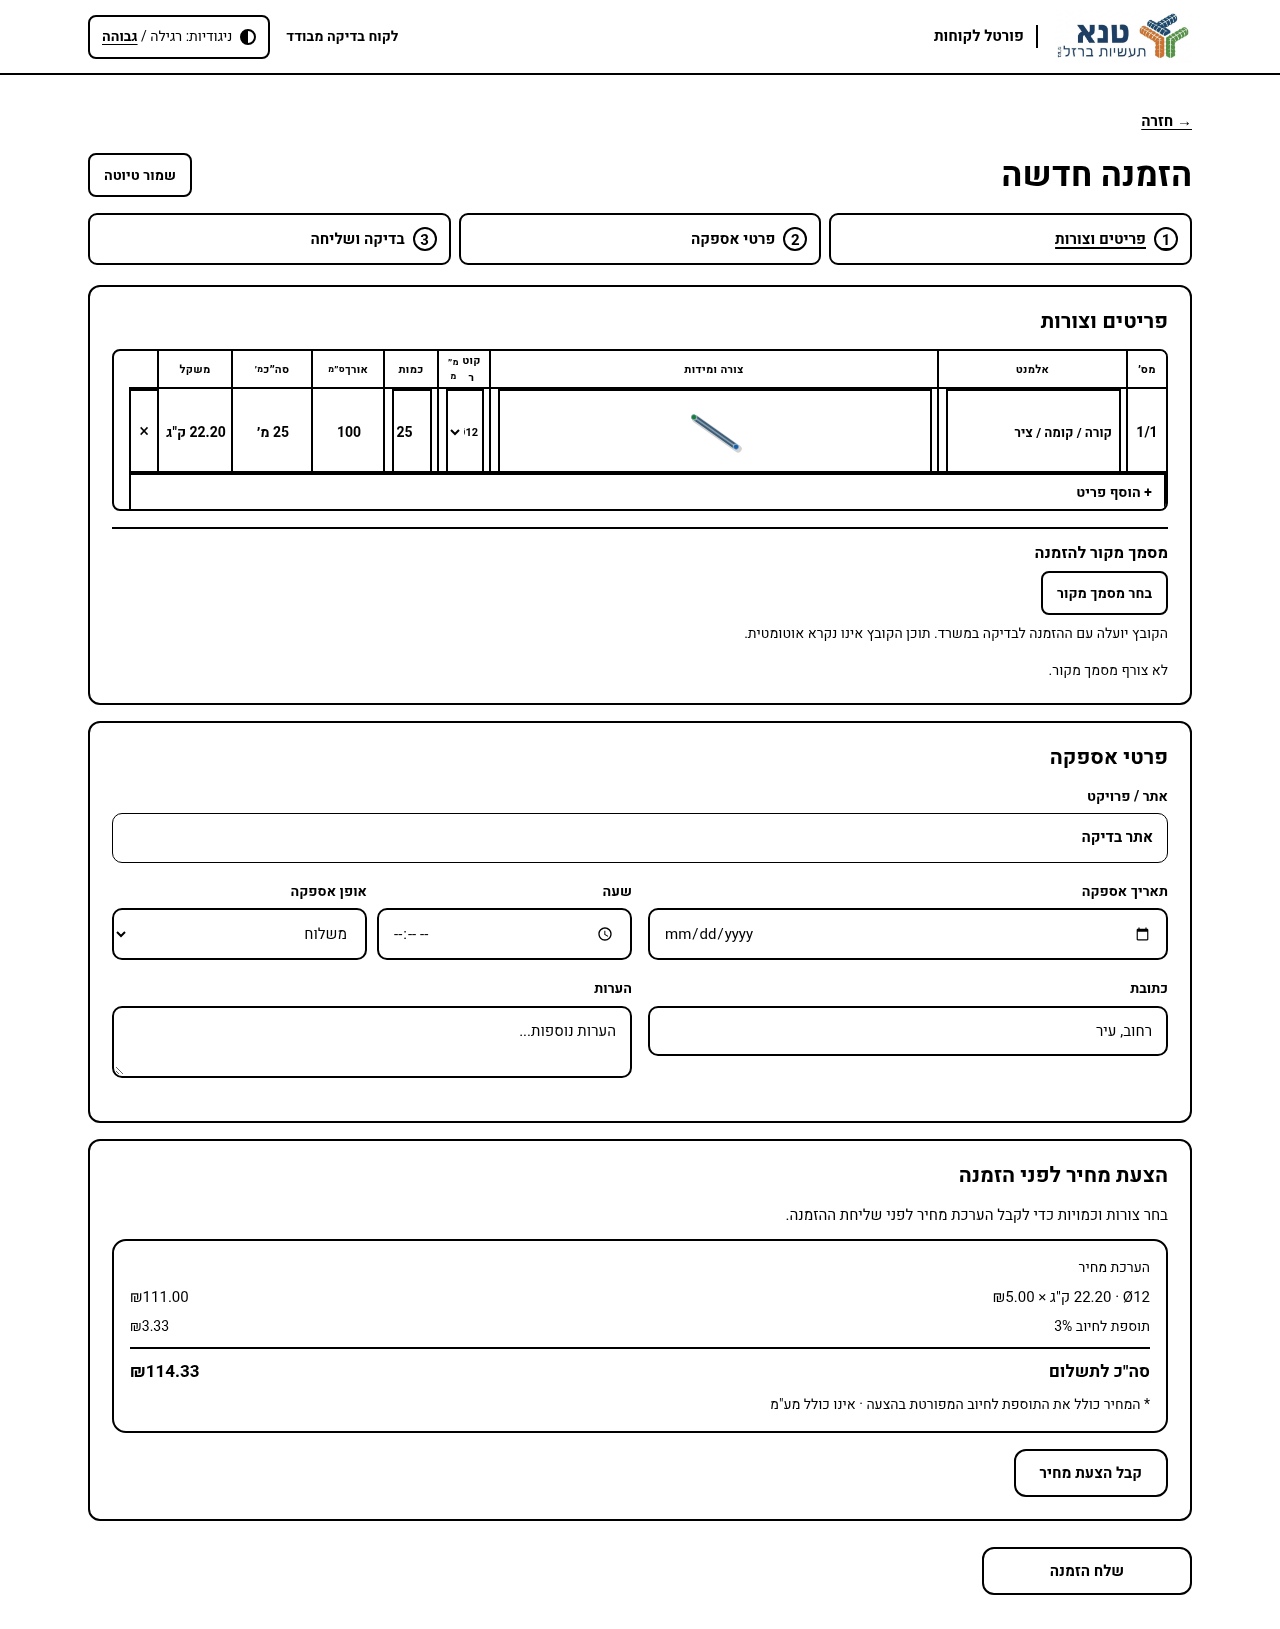 טנא
תעשיות ברזל
פורטל לקוחות
לקוח בדיקה מבודד
ניגודיות: רגילה / גבוהה
→ חזרה
הזמנה חדשה
שמור טיוטה
1 פריטים וצורות
2 פרטי אספקה
3 בדיקה ושליחה
פריטים וצורות
מס׳ אלמנט צורה ומידות קוטר מ״מ כמות אורך ס״מ סה״כ מ׳ משקל
1/1 קורה / קומה / ציר 12 25 100 25 מ׳ 22.20 ק"ג ×
+ הוסף פריט
מסמך מקור להזמנה
בחר מסמך מקור
הקובץ יועלה עם ההזמנה לבדיקה במשרד. תוכן הקובץ אינו נקרא אוטומטית.
לא צורף מסמך מקור.
פרטי אספקה
אתר / פרויקט
אתר בדיקה
תאריך אספקה שעה אופן אספקה
mm/dd/yyyy --:-- -- משלוח
כתובת הערות
רחוב, עיר הערות נוספות...
הצעת מחיר לפני הזמנה
בחר צורות וכמויות כדי לקבל הערכת מחיר לפני שליחת ההזמנה.
הערכת מחיר
Ø12 · 22.20 ק"ג × ₪5.00 ₪111.00
תוספת לחיוב 3% ₪3.33
סה"כ לתשלום ₪114.33
* המחיר כולל את התוספת לחיוב המפורטת בהצעה · אינו כולל מע"מ
קבל הצעת מחיר
שלח הזמנה